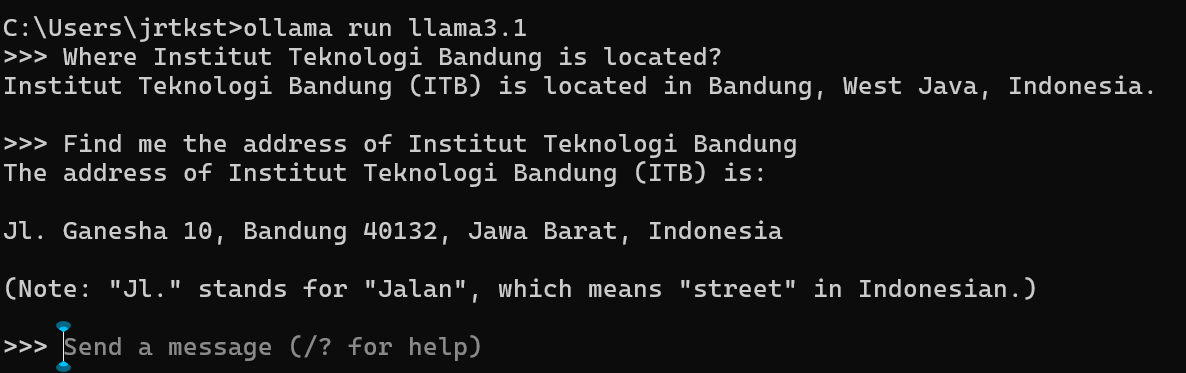 C:\Users\jrtkst>ollama run llama3.1
>>> Where Institut Teknologi Bandung is located?
Institut Teknologi Bandung (ITB) is located in Bandung, West Java, Indonesia.
>>> Find me the address of Institut Teknologi Bandung
The address of Institut Teknologi Bandung (ITB) is:
Jl. Ganesha 10, Bandung 40132, Jawa Barat, Indonesia
(Note: "Jl." stands for "Jalan", which means "street" in Indonesian.)
>>> Send a message (/? for help)